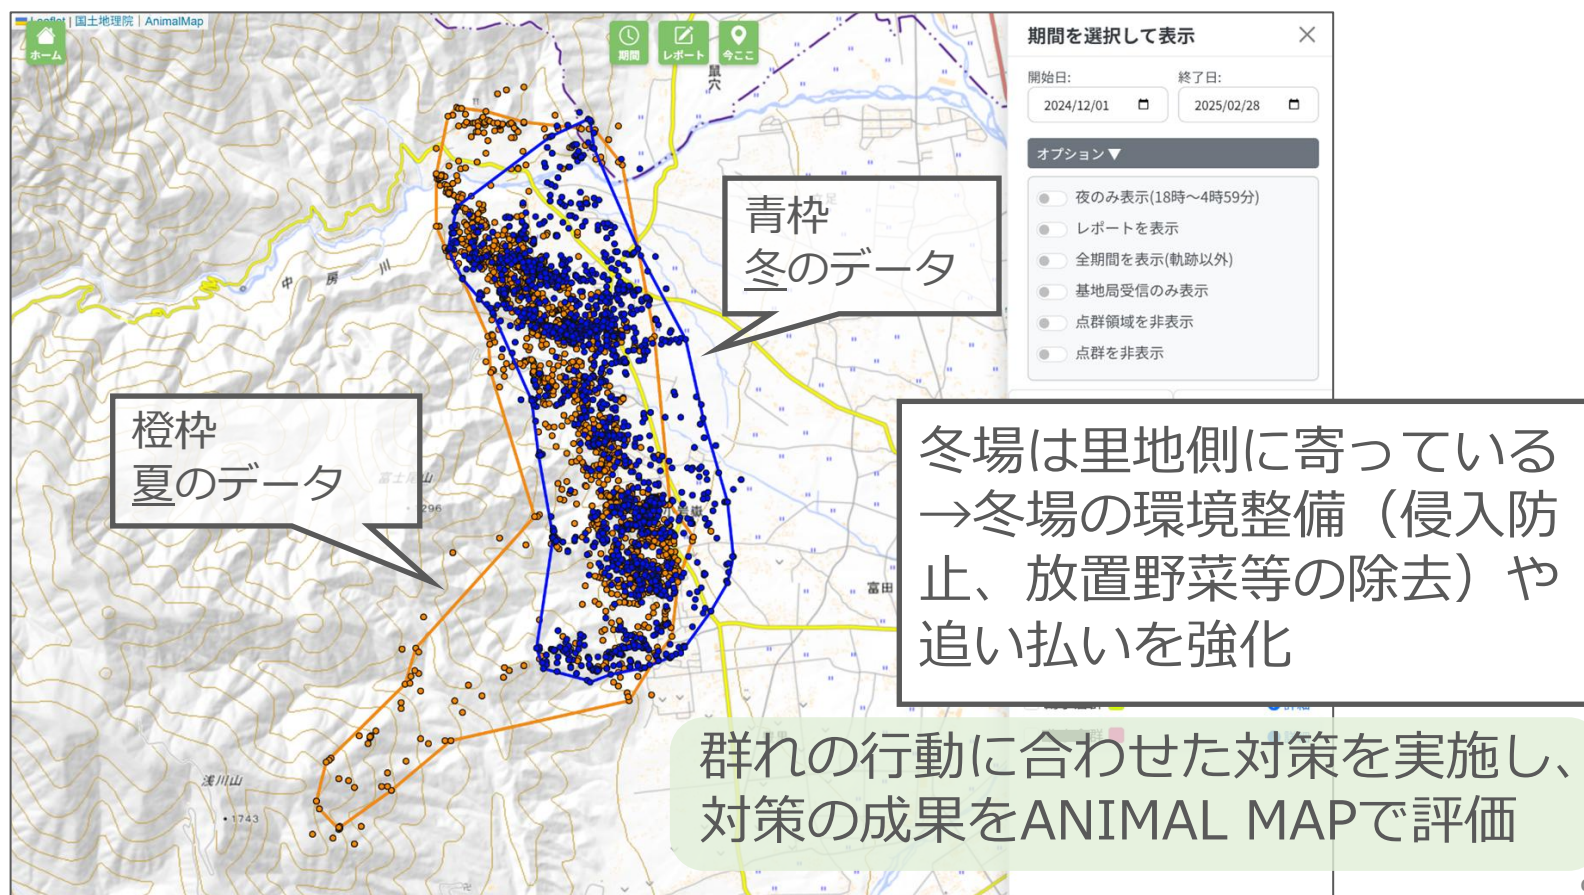 Leaflet | 国土地理院 | AnimalMap
ホーム
期間
レポート
今ここ
鼠穴
期間を選択して表示
開始日:
終了日:
2024/12/01
2025/02/28
オプション▼
夜のみ表示(18時〜4時59分)
レポートを表示
全期間を表示(軌跡以外)
基地局受信のみ表示
点群領域を非表示
点群を非表示
青枠
冬のデータ
中房川
橙枠
夏のデータ
富士尾山
富田
冬場は里地側に寄っている
→冬場の環境整備（侵入防
止、放置野菜等の除去）や
追い払いを強化
浅川山
•1743
群れの行動に合わせた対策を実施し、
対策の成果をANIMAL MAPで評価